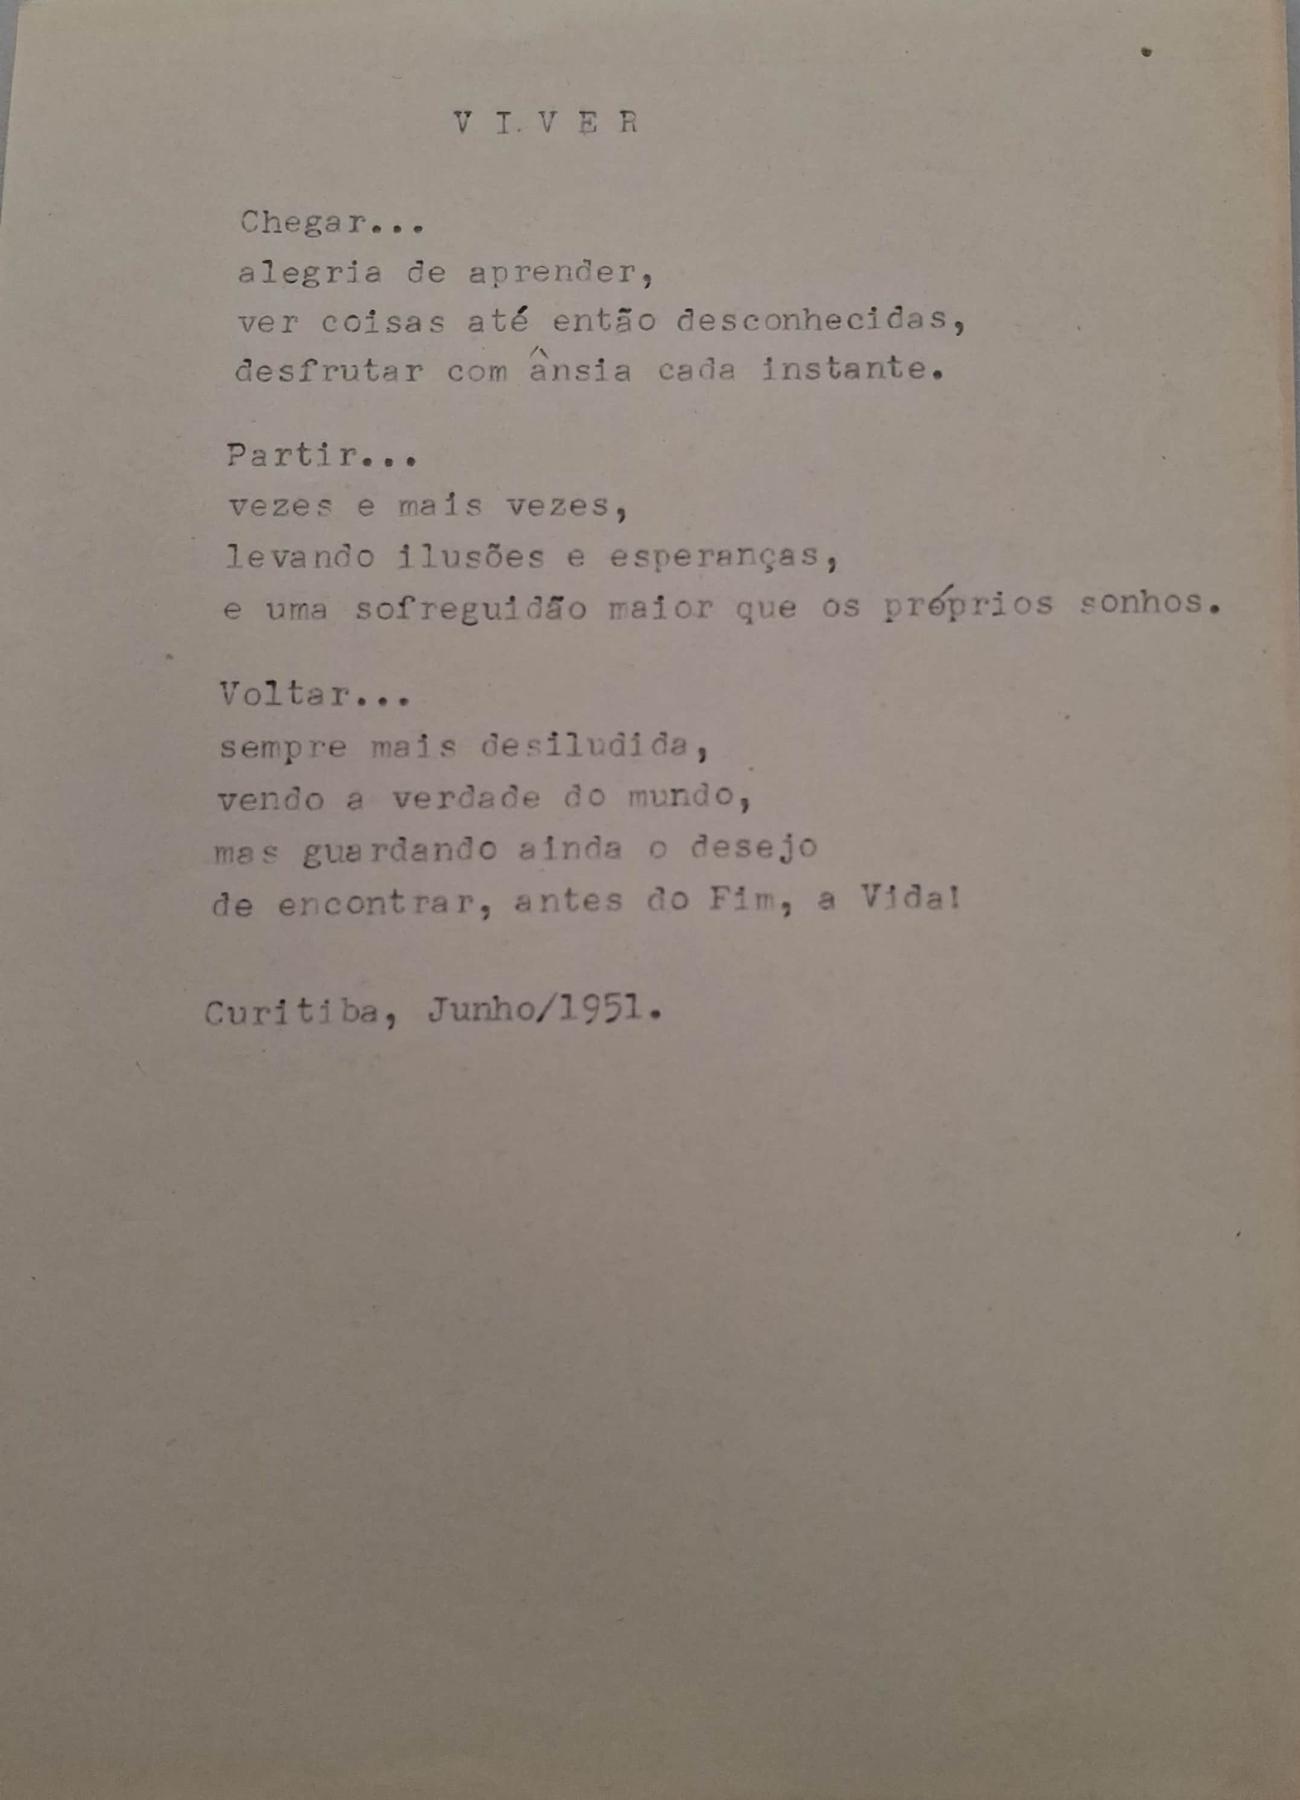 V I.V E R
Chegar...
alegria de aprender,
ver coisas até então desconhecidas,
desfrutar com ânsia cada instante.
Partir...
vezes e mais vezes,
levando ilusões e esperanças,
e uma sofreguidão maior que os próprios sonhos.
Voltar...
sempre mais desiludida,
vendo a verdade do mundo,
mas guardando ainda o desejo
de encontrar, antes do Fim, a Vida!
Curitiba, Junho/1951.